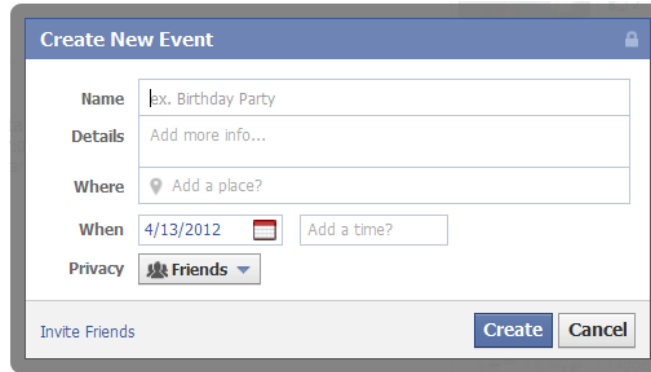 Create New Event
Name ex. Birthday Party
Details Add more info...
Where Add a place?
When 4/13/2012 Add a time?
Privacy Friends
Invite Friends Create Cancel